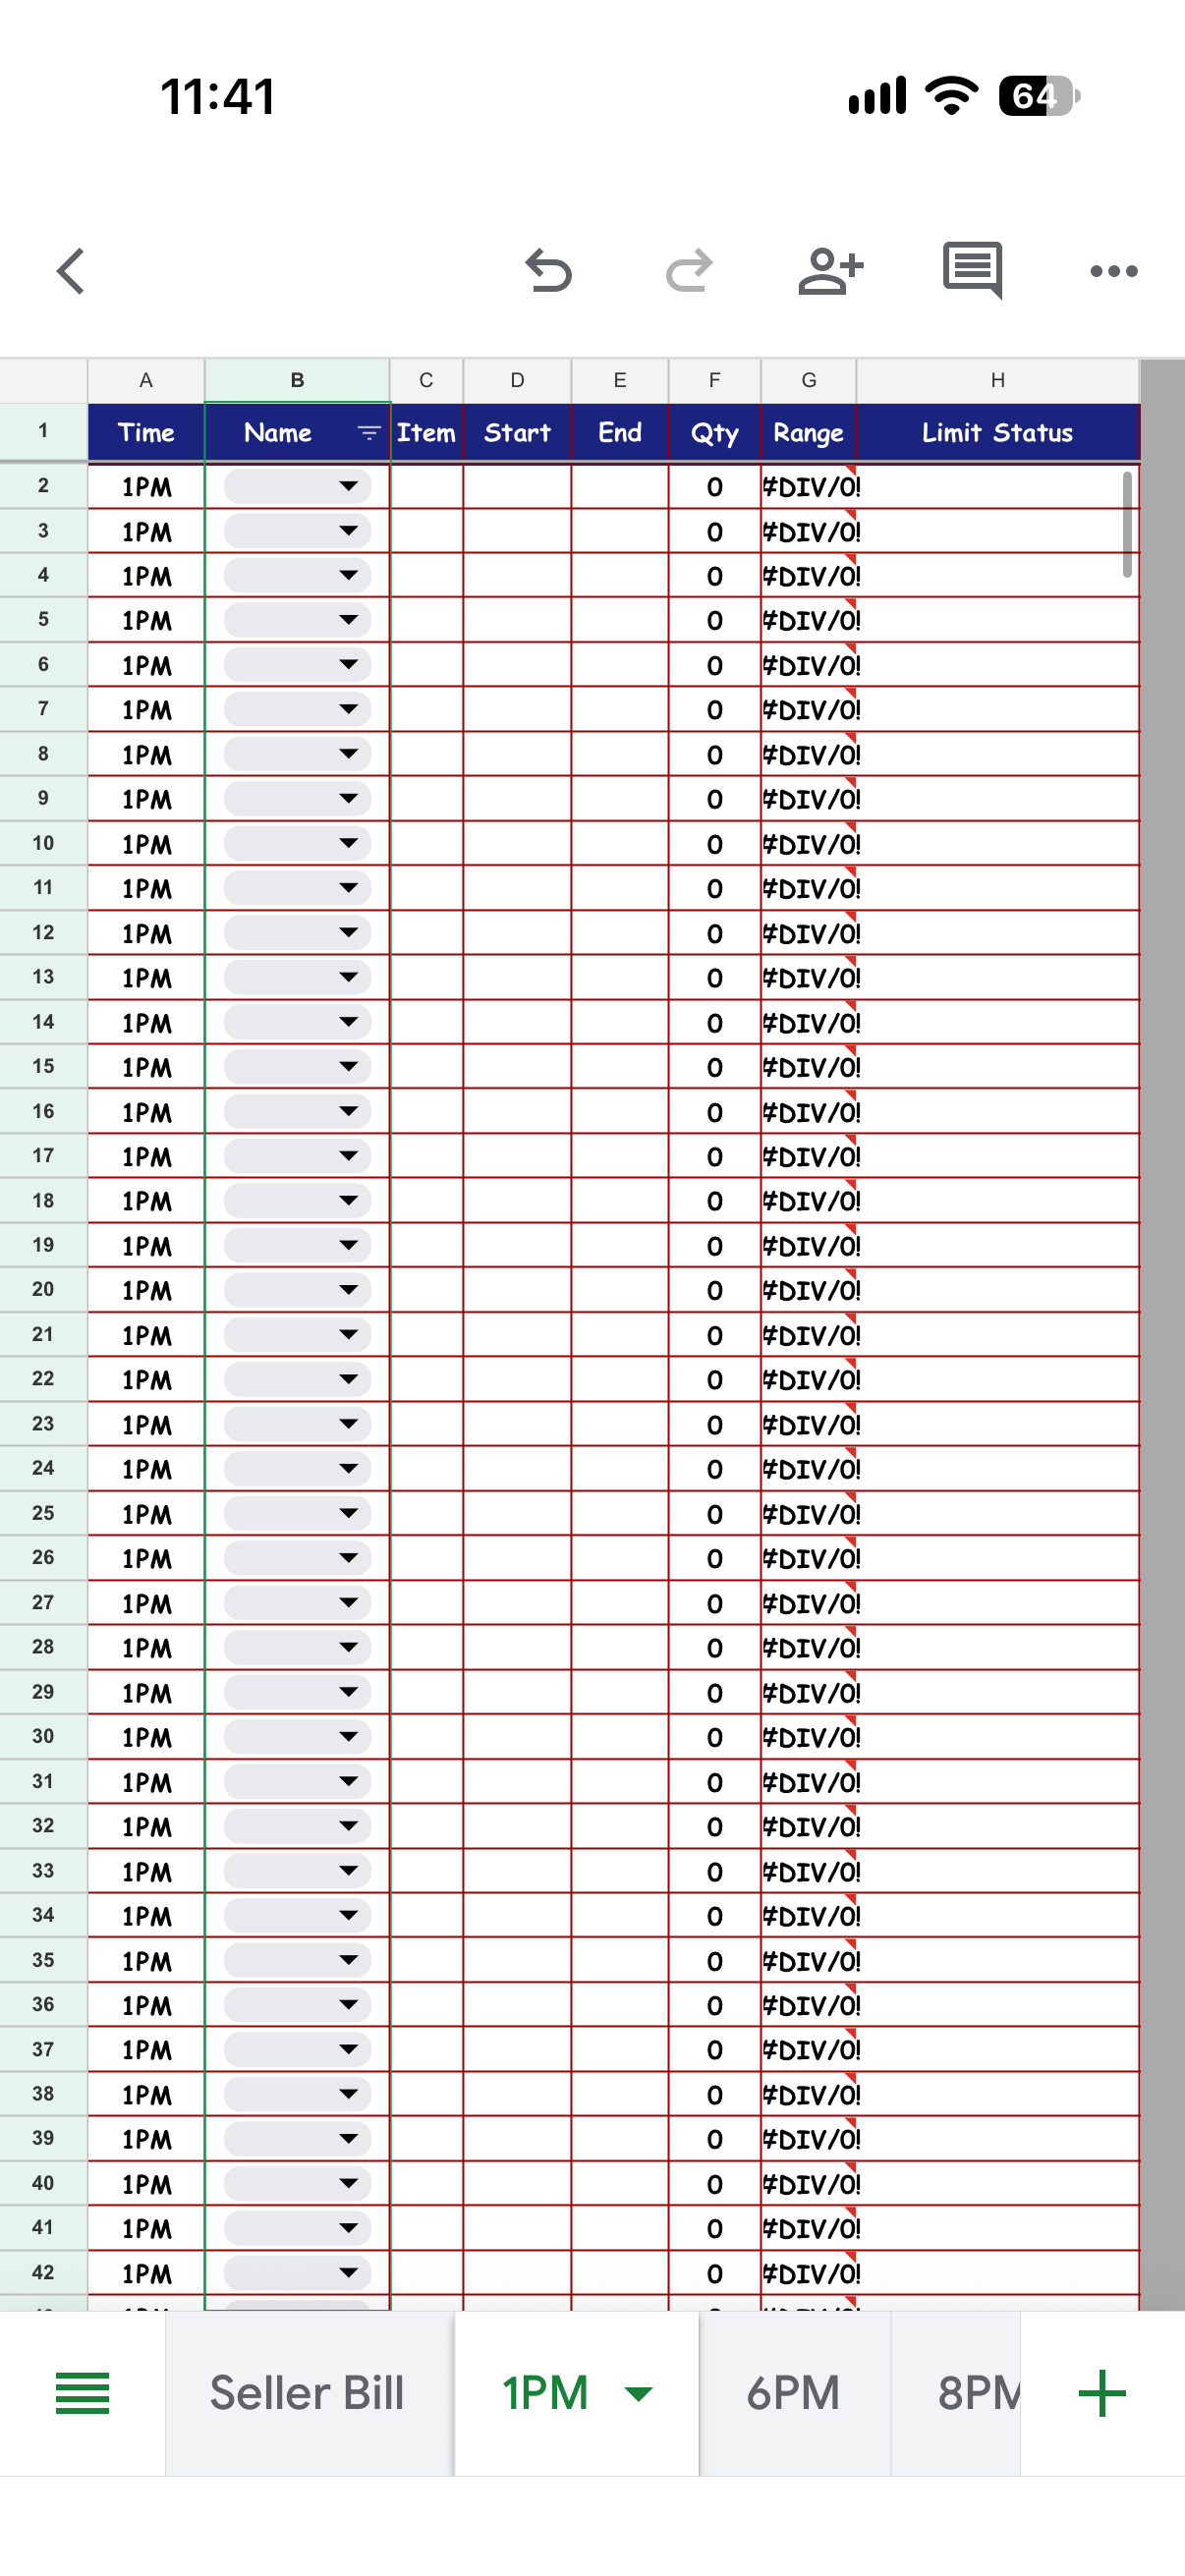 11:41
64
A B C D E F G H
1 Time Name Item Start End Qty Range Limit Status
2 1PM 0 #DIV/0!
3 1PM 0 #DIV/0!
4 1PM 0 #DIV/0!
5 1PM 0 #DIV/0!
6 1PM 0 #DIV/0!
7 1PM 0 #DIV/0!
8 1PM 0 #DIV/0!
9 1PM 0 #DIV/0!
10 1PM 0 #DIV/0!
11 1PM 0 #DIV/0!
12 1PM 0 #DIV/0!
13 1PM 0 #DIV/0!
14 1PM 0 #DIV/0!
15 1PM 0 #DIV/0!
16 1PM 0 #DIV/0!
17 1PM 0 #DIV/0!
18 1PM 0 #DIV/0!
19 1PM 0 #DIV/0!
20 1PM 0 #DIV/0!
21 1PM 0 #DIV/0!
22 1PM 0 #DIV/0!
23 1PM 0 #DIV/0!
24 1PM 0 #DIV/0!
25 1PM 0 #DIV/0!
26 1PM 0 #DIV/0!
27 1PM 0 #DIV/0!
28 1PM 0 #DIV/0!
29 1PM 0 #DIV/0!
30 1PM 0 #DIV/0!
31 1PM 0 #DIV/0!
32 1PM 0 #DIV/0!
33 1PM 0 #DIV/0!
34 1PM 0 #DIV/0!
35 1PM 0 #DIV/0!
36 1PM 0 #DIV/0!
37 1PM 0 #DIV/0!
38 1PM 0 #DIV/0!
39 1PM 0 #DIV/0!
40 1PM 0 #DIV/0!
41 1PM 0 #DIV/0!
42 1PM 0 #DIV/0!
Seller Bill 1PM 6PM 8PM